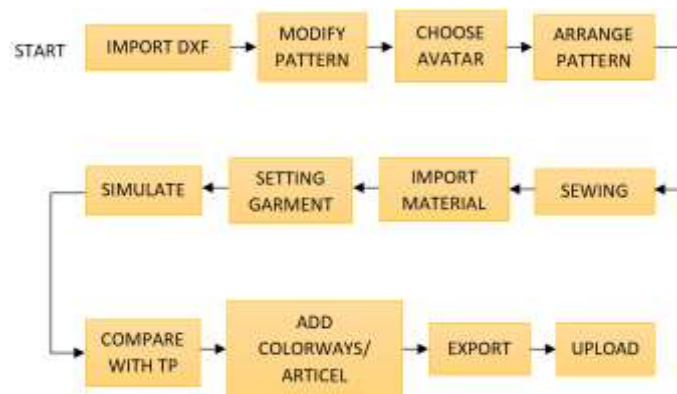 START
IMPORT DXF
MODIFY
PATTERN
CHOOSE
AVATAR
ARRANGE
PATTERN
SEWING
IMPORT
MATERIAL
SETTING
GARMENT
SIMULATE
COMPARE
WITH TP
ADD
COLORWAYS/
ARTICEL
EXPORT
UPLOAD